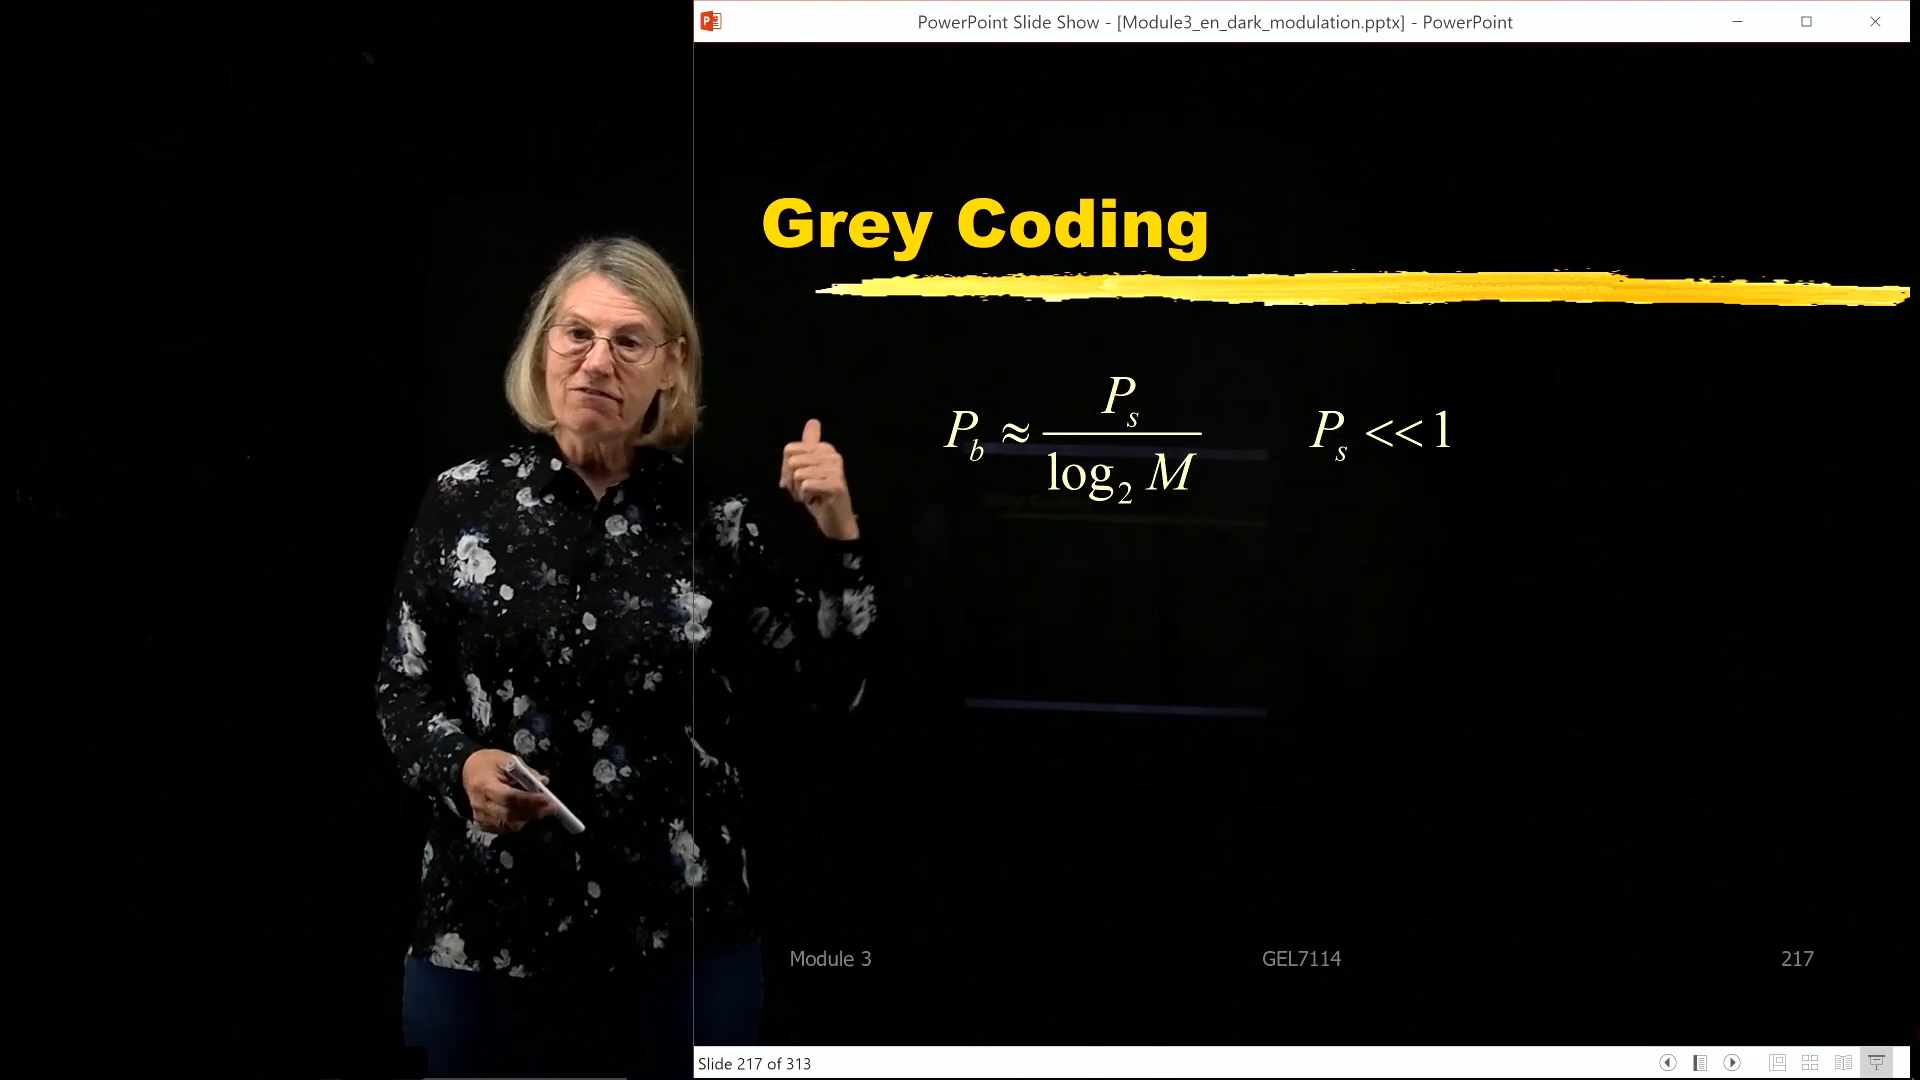 PowerPoint Slide Show - [Module3_en_dark_modulation.pptx] - PowerPoint
Grey Coding
P_b ≈ P_s / log_2 M    P_s << 1
Module 3 GEL7114 217
Slide 217 of 313